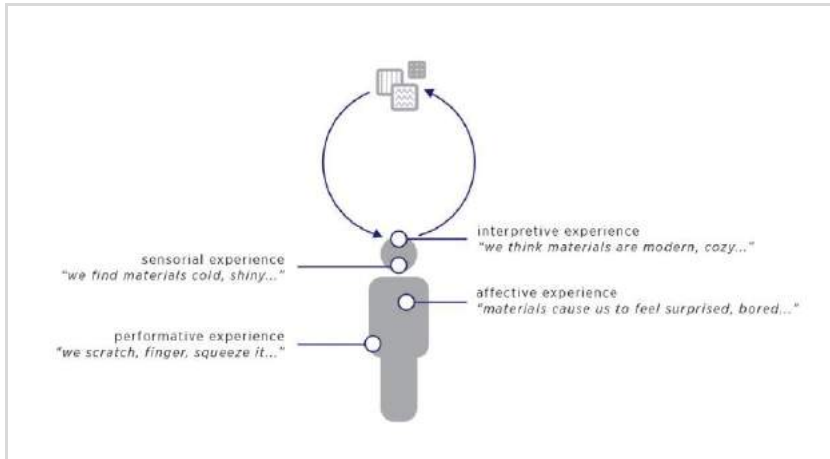 interpretive experience
"we think materials are modern, cozy..."
sensorial experience
"we find materials cold, shiny..."
affective experience
"materials cause us to feel surprised, bored..."
performative experience
"we scratch, finger, squeeze it..."